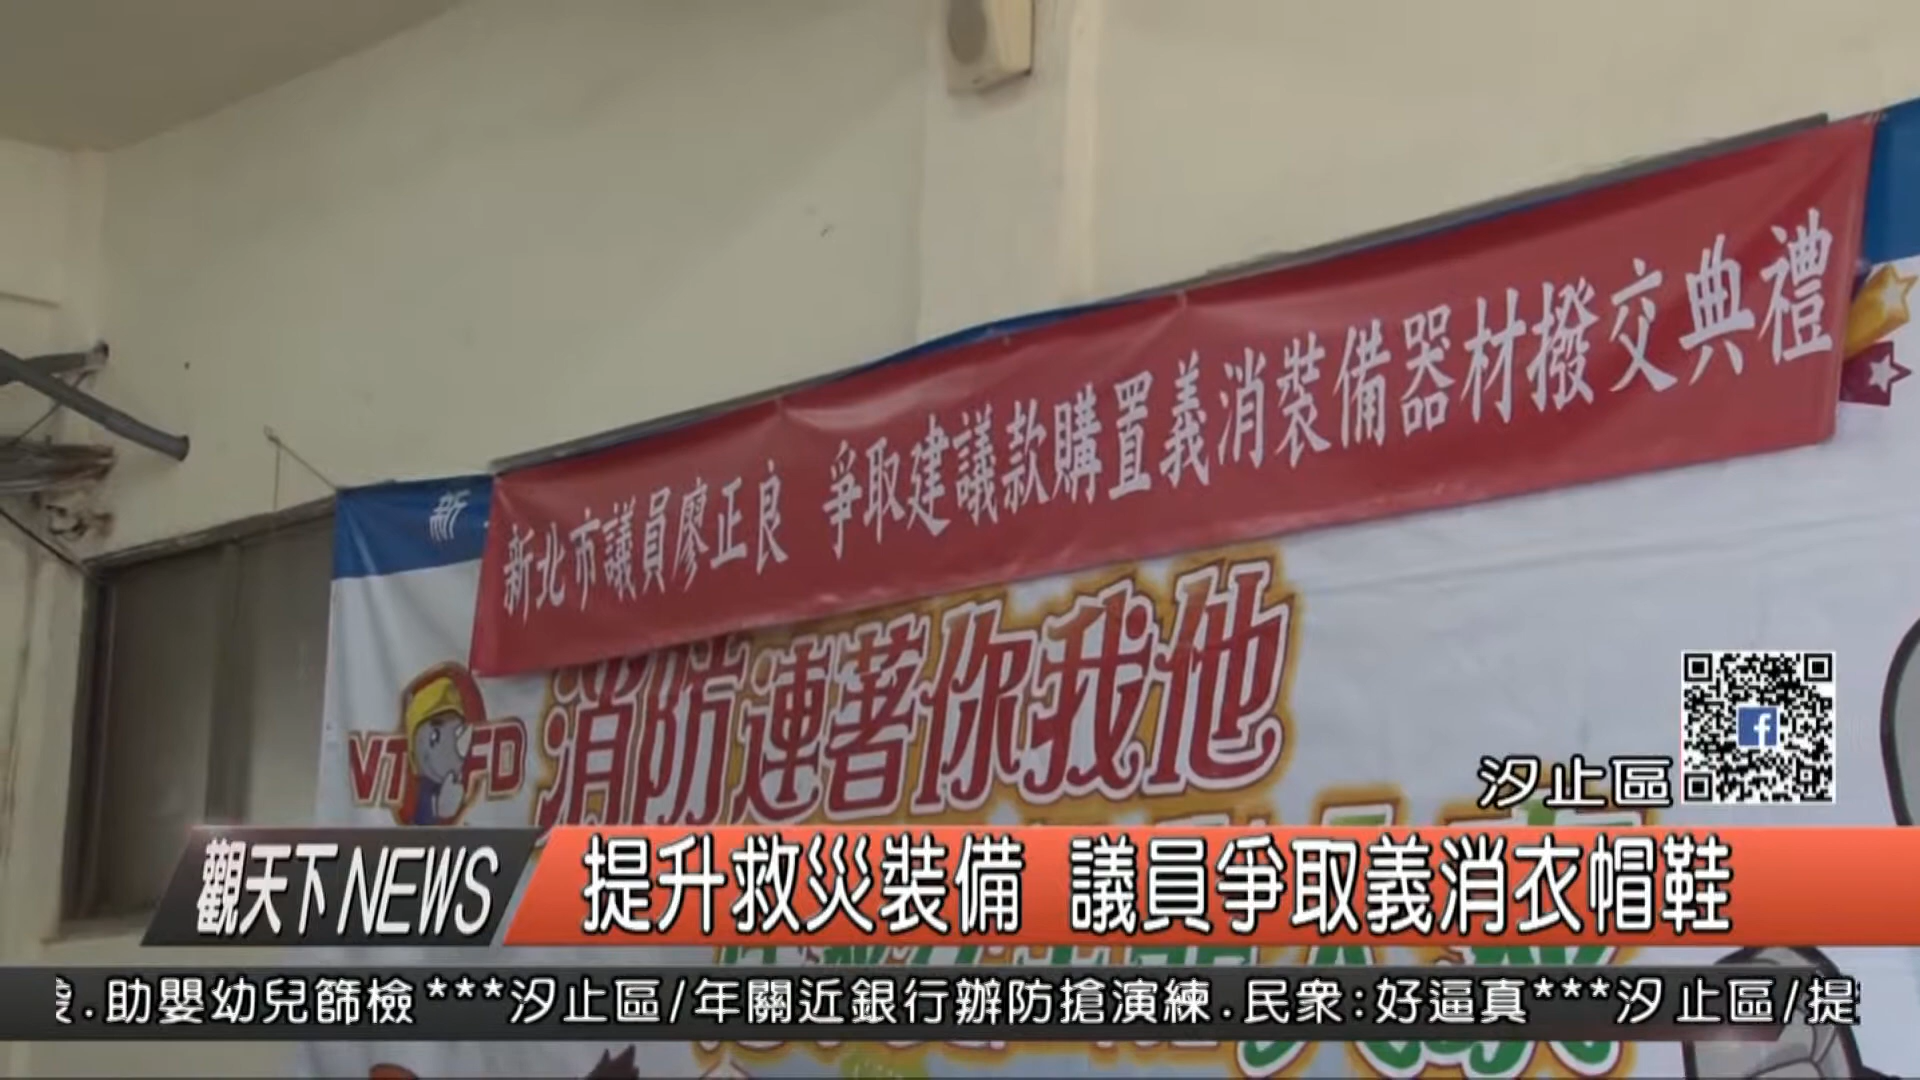 新北市議員廖正良 爭取建議款購置義消裝備器材撥交典禮
新
VTFD
消防連著你我他
汐止區
觀天下NEWS
提升救災裝備 議員爭取義消衣帽鞋
.助嬰幼兒篩檢***汐止區/年關近銀行辦防搶演練.民眾:好逼真***汐止區/提